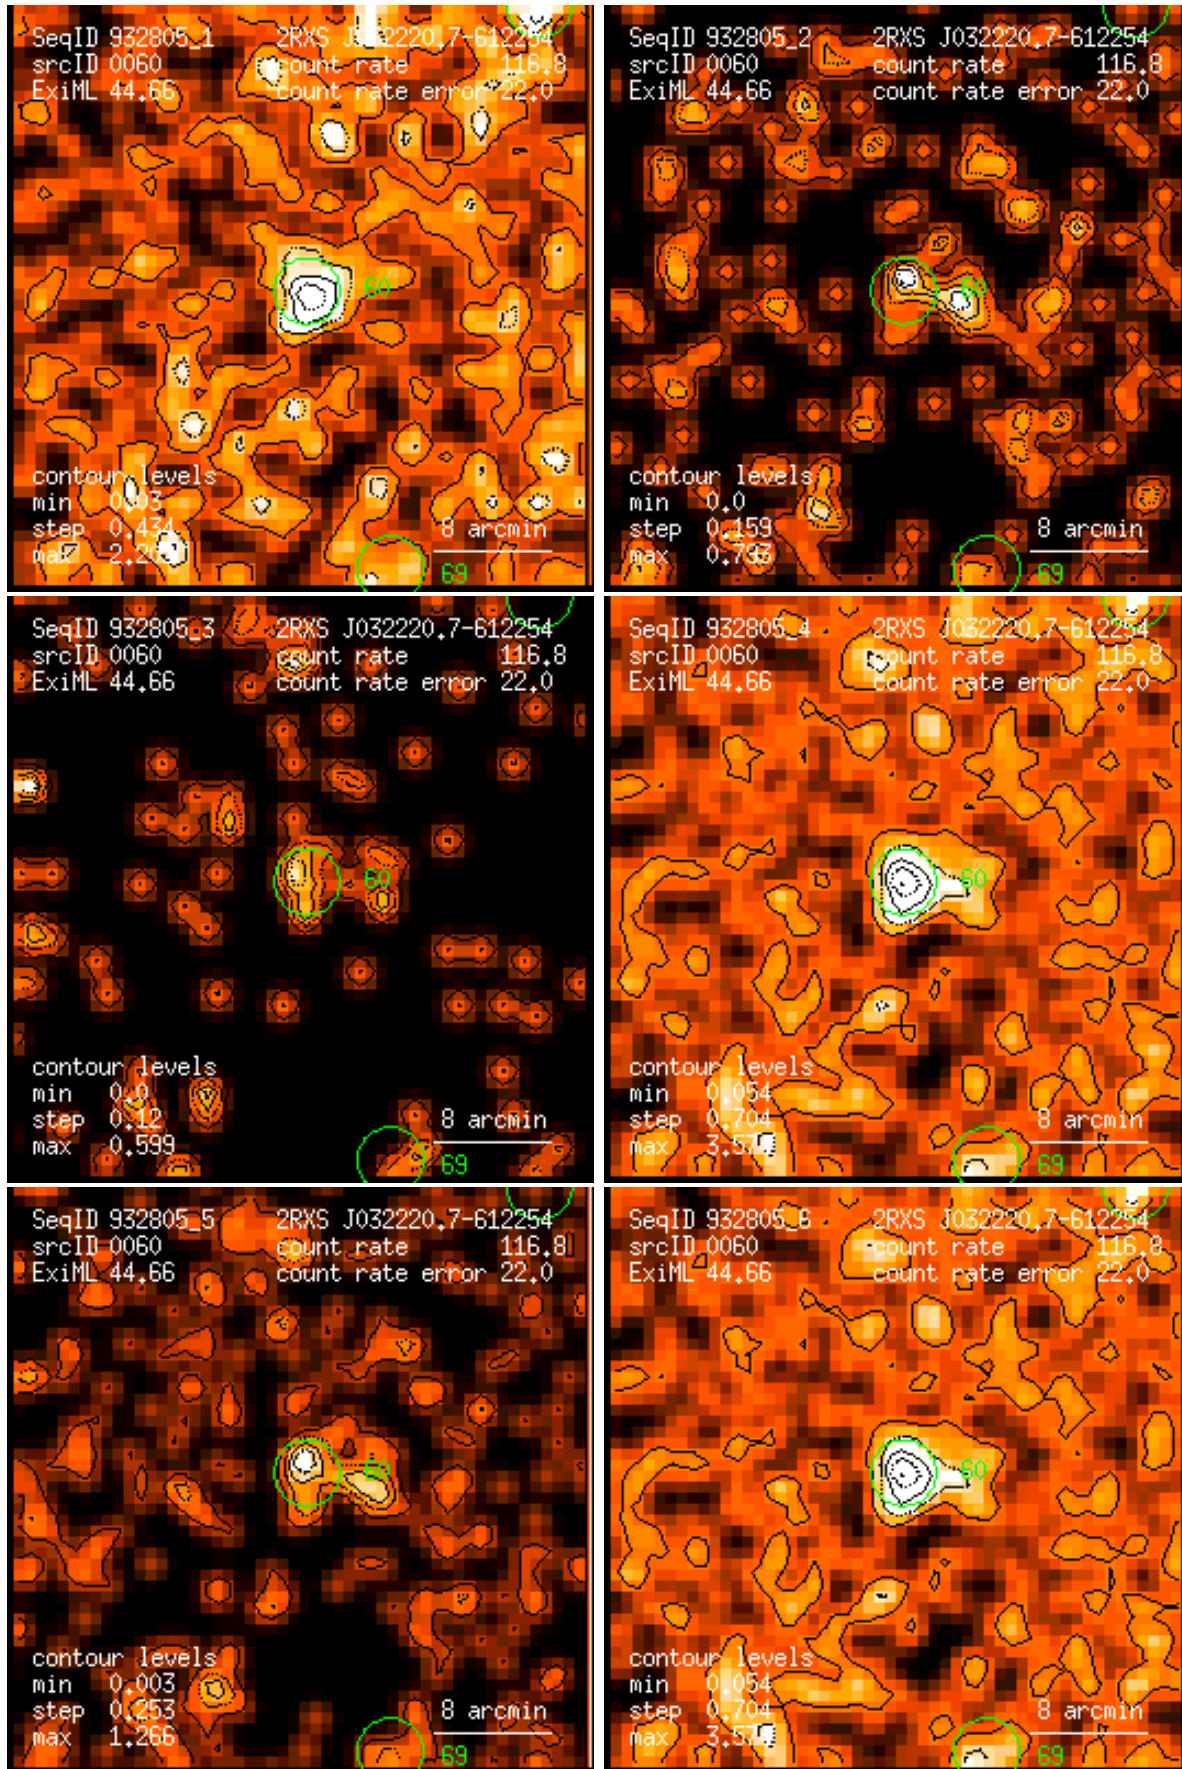 SeqID 932805_1 2RXS J032220.7-612254
srcID 0060 count rate 116.8
ExiML 44.66 count rate error 22.0
60
contour levels
min 0.03
step 0.434
max
8 arcmin
69
SeqID 932805_2 2RXS J032220.7-612254
srcID 0060 count rate 116.8
ExiML 44.66 count rate error 22.0
60
contour levels
min 0.0
step 0.159
max 0.793
8 arcmin
69
SeqID 932805_3 2RXS J032220.7-612254
srcID 0060 count rate 116.8
ExiML 44.66 count rate error 22.0
60
contour levels
min 0.0
step 0.12
max 0.599
8 arcmin
69
SeqID 932805_4 2RXS J032220.7-612254
srcID 0060 count rate 116.8
ExiML 44.66 count rate error 22.0
60
contour levels
min 0.054
step 0.704
max
8 arcmin
69
SeqID 932805_5 2RXS J032220.7-612254
srcID 0060 count rate 116.8
ExiML 44.66 count rate error 22.0
60
contour levels
min 0.003
step 0.253
max 1.266
8 arcmin
69
SeqID 932805_6 2RXS J032220.7-612254
srcID 0060 count rate 116.8
ExiML 44.66 count rate error 22.0
60
contour levels
min 0.054
step 0.704
max
8 arcmin
69